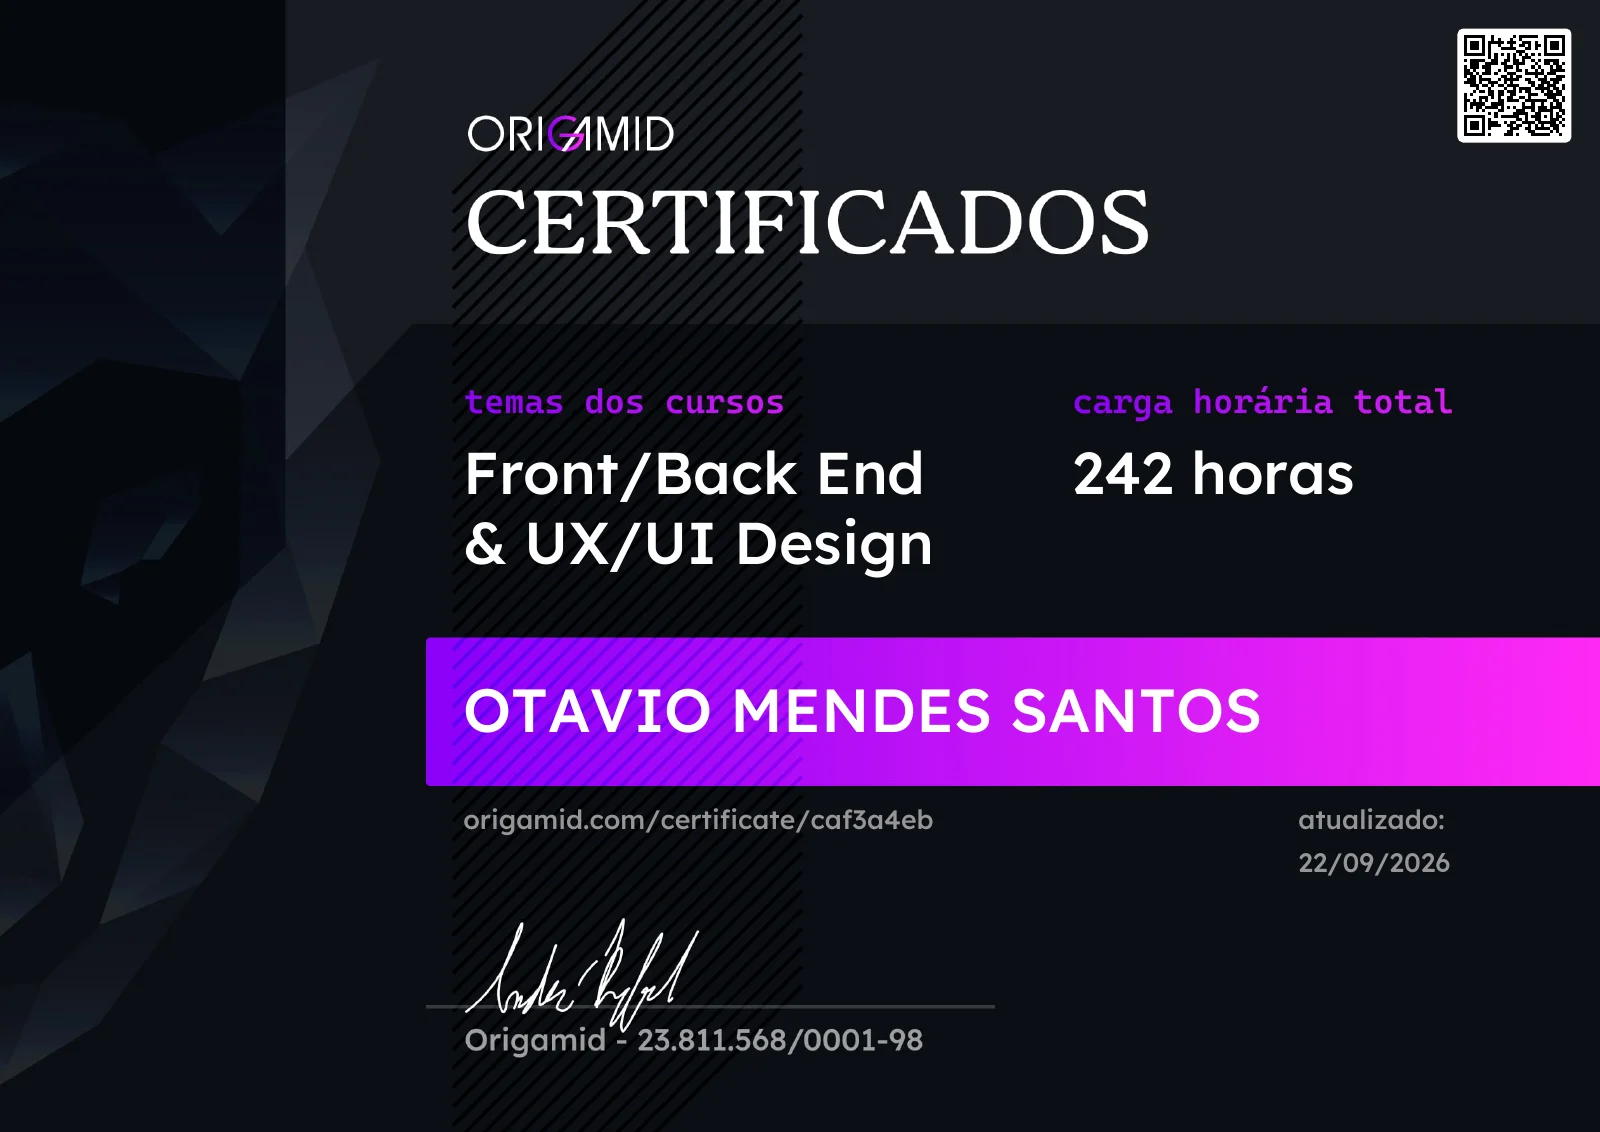 ORIGAMID
CERTIFICADOS
temas dos cursos
Front/Back End
& UX/UI Design
carga horária total
242 horas
OTAVIO MENDES SANTOS
origamid.com/certificate/caf3a4eb
atualizado:
22/09/2026
Origamid - 23.811.568/0001-98